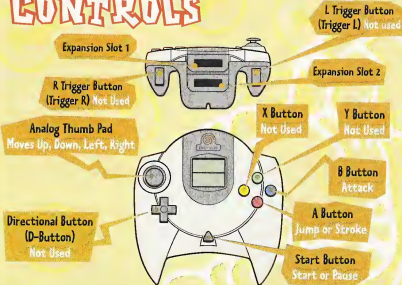 CONTROLS
L Trigger Button
(Trigger L) Not used
Expansion Slot 1
Expansion Slot 2
R Trigger Button
(Trigger R) Not Used
X Button
Not Used
Y Button
Not Used
Analog Thumb Pad
Moves Up, Down, Left, Right
B Button
Attack
A Button
Jump or Stroke
Directional Button
(D-Button)
Not Used
Start Button
Start or Pause